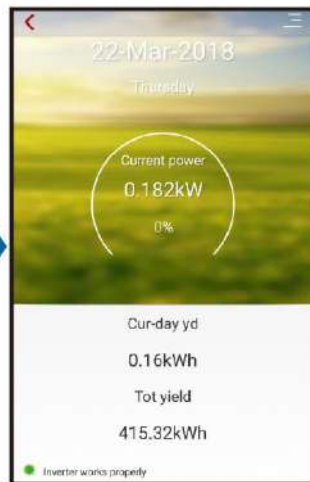 22-Mar-2018
Thursday
Current power
0.182kW
0%
Cur-day yd
0.16kWh
Tot yield
415.32kWh
Inverter works properly